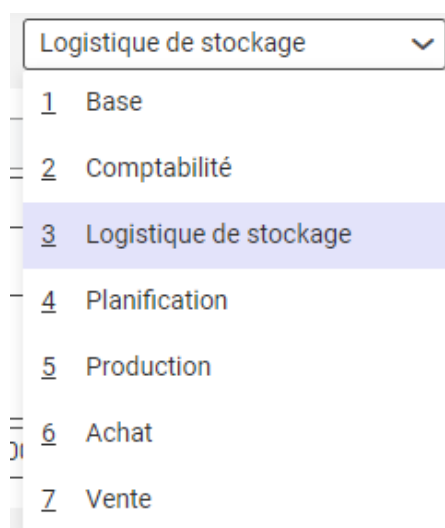 Logistique de stockage
1 Base
2 Comptabilité
3 Logistique de stockage
4 Planification
5 Production
6 Achat
7 Vente